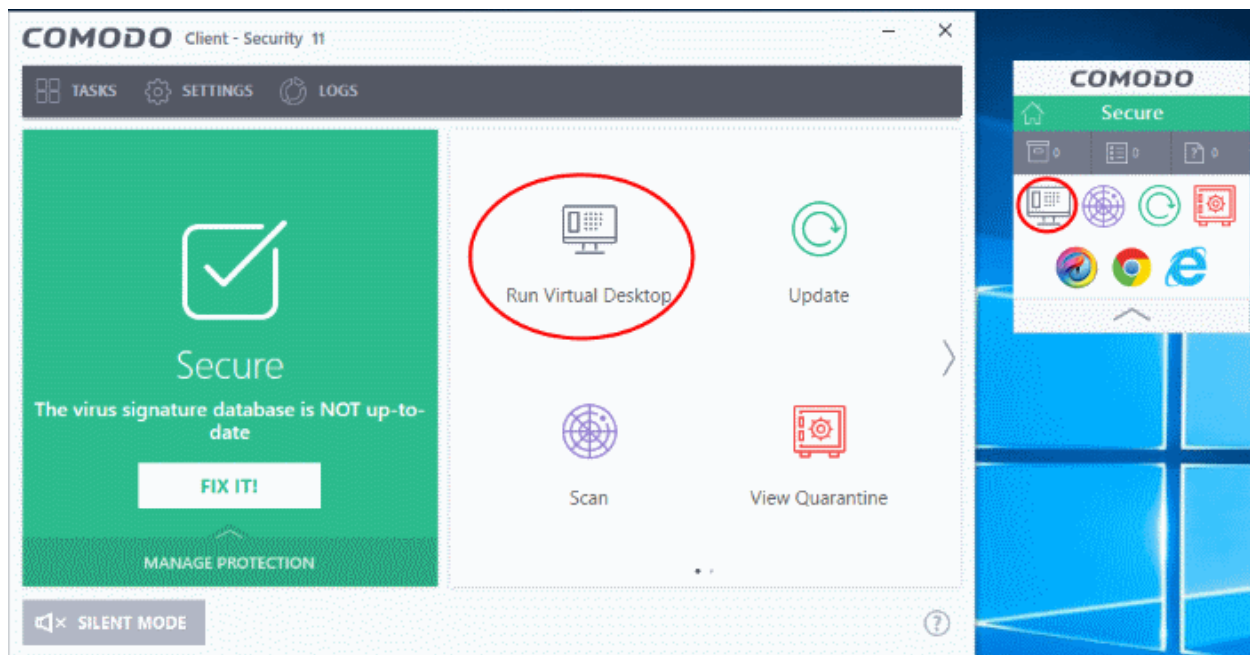 COMODO Client - Security 11
TASKS SETTINGS LOGS
Secure
The virus signature database is NOT up-to-
date
FIX IT!
MANAGE PROTECTION
Run Virtual Desktop
Update
Scan
View Quarantine
SILENT MODE
?
COMODO
Secure
0 0 ? 0